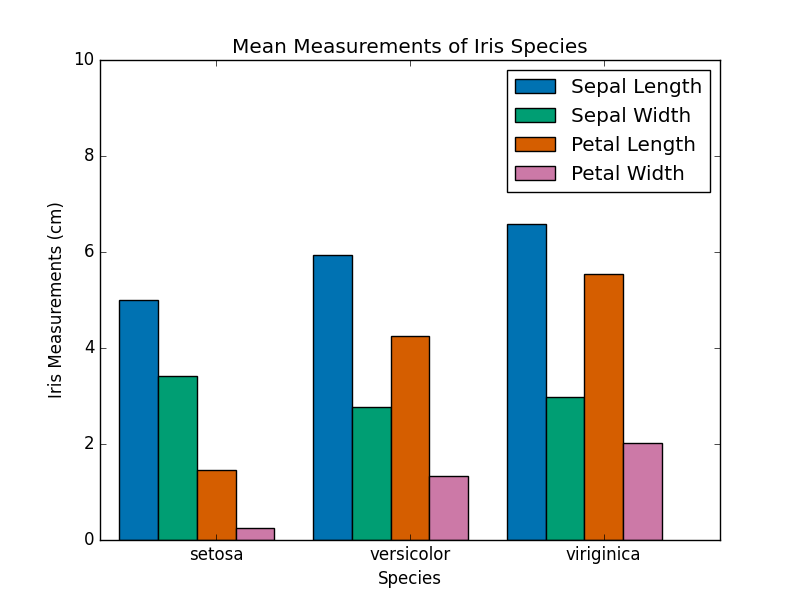 Mean Measurements of Iris Species
10
8
6
4
2
0
Iris Measurements (cm)
Sepal Length
Sepal Width
Petal Length
Petal Width
setosa versicolor viriginica
Species